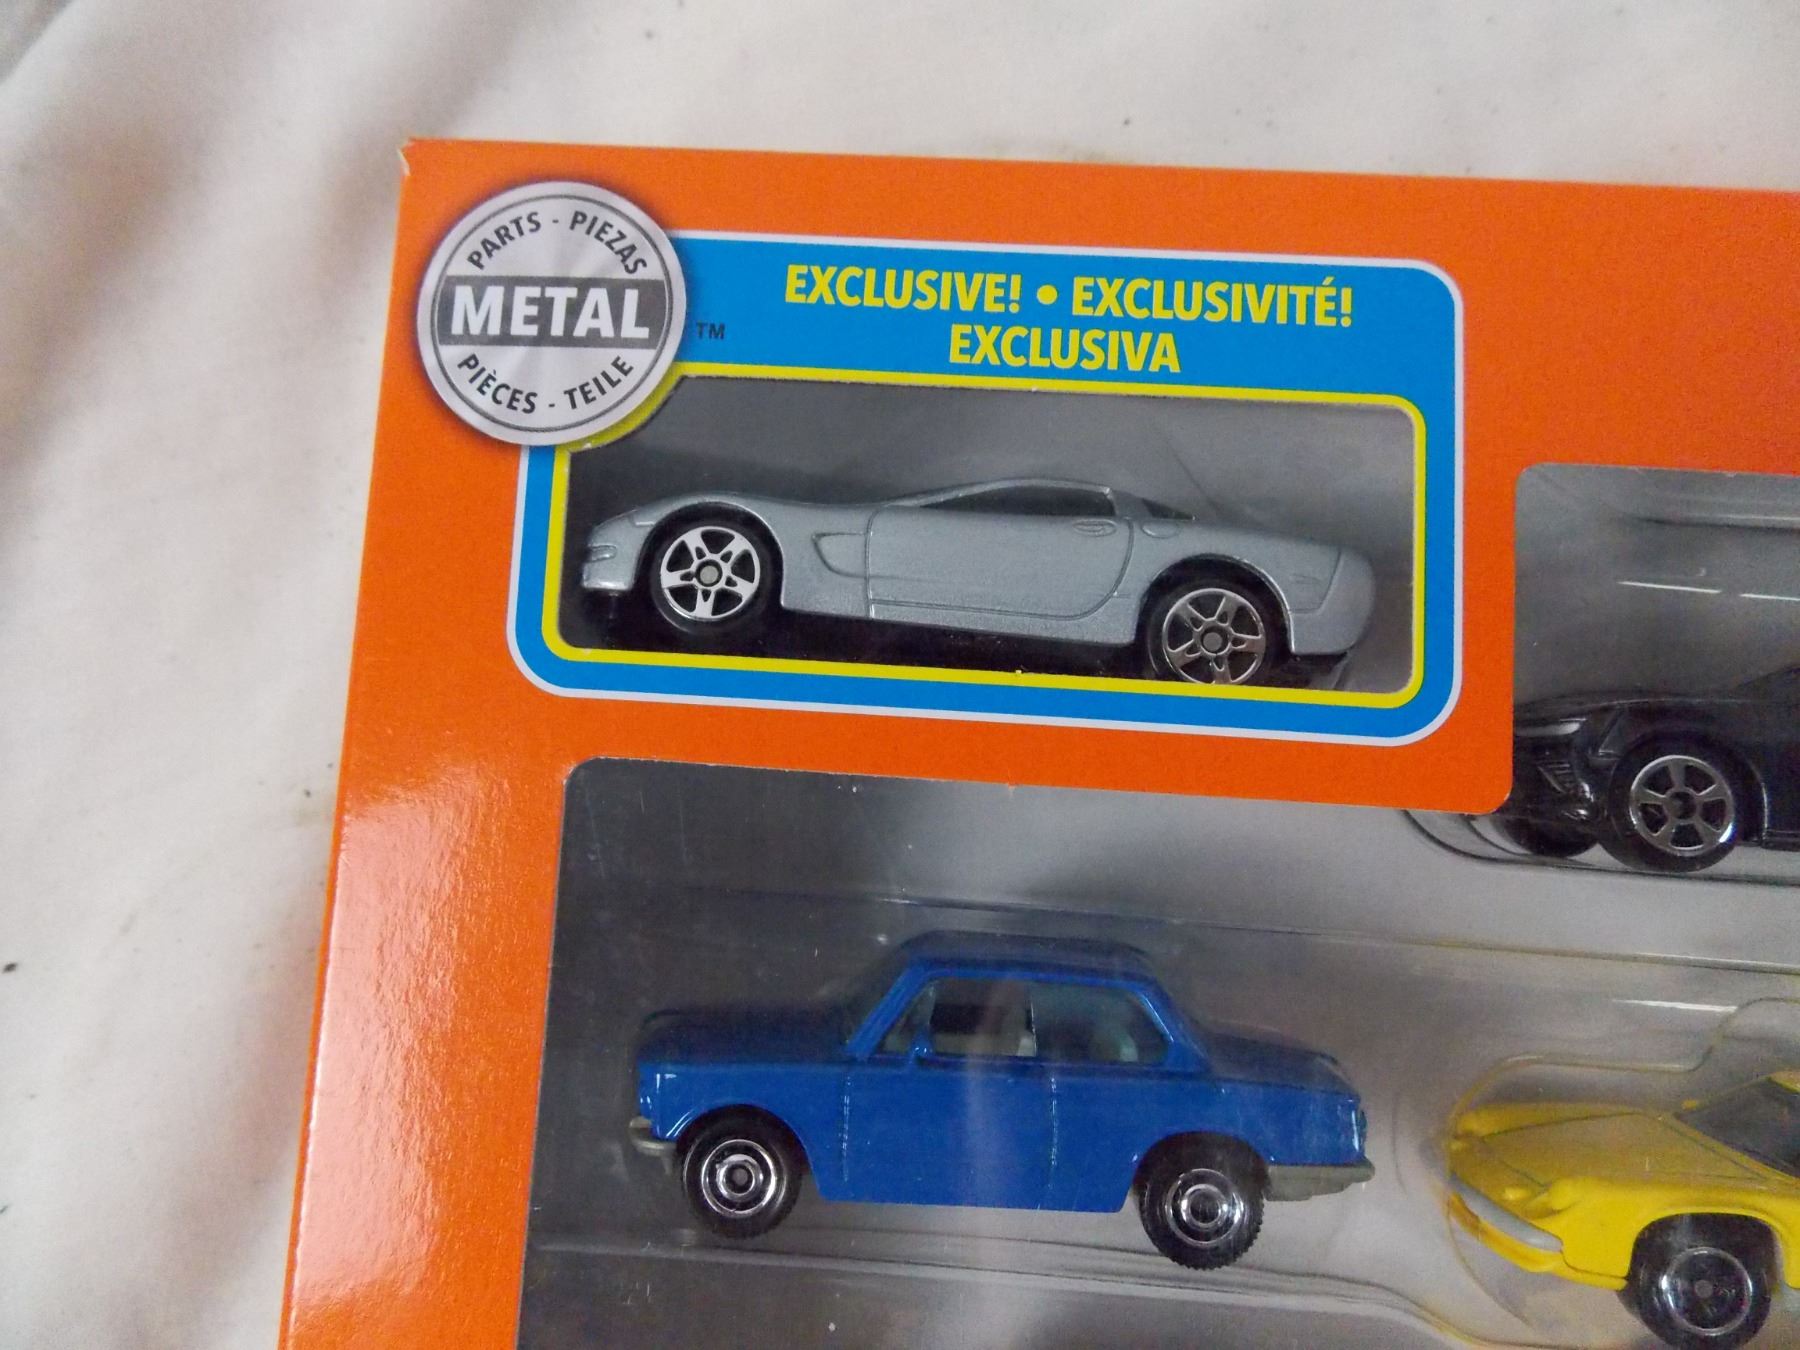 PARTS - PIEZAS
METAL
PIÈCES - TEILE
™
EXCLUSIVE! • EXCLUSIVITÉ!
EXCLUSIVA